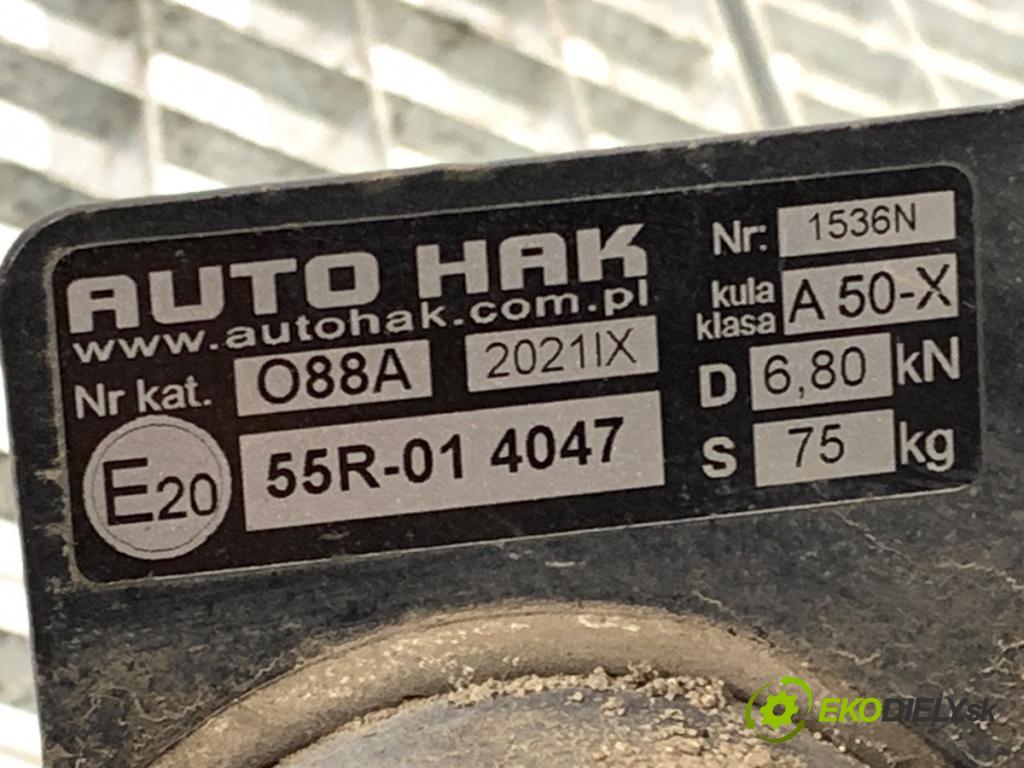 AUTO HAK
www.autohak.com.pl
Nr kat. O88A 2021IX
E20 55R-01 4047
Nr: 1536N
kula klasa A 50-X
D 6,80 kN
S 75 kg
EKODIELY.sk